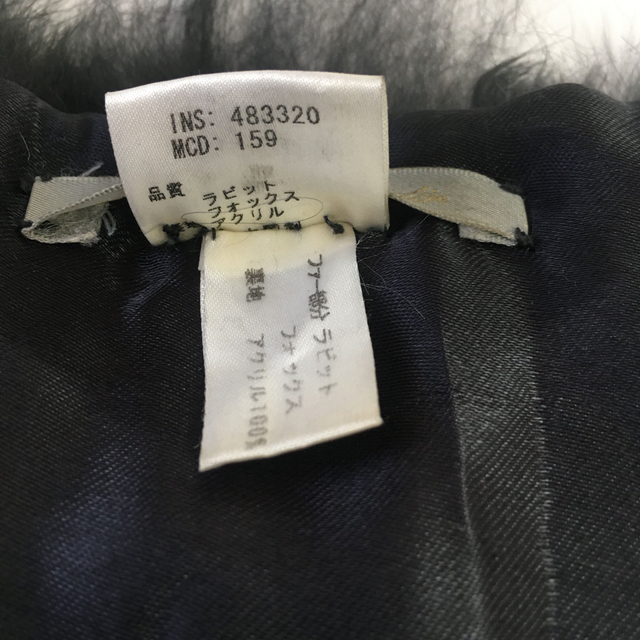 INS: 483320
MCD: 159
品質 ラビット
フォックス
アクリル
ファー部分 ラビット
フォックス
裏地 アクリル100%